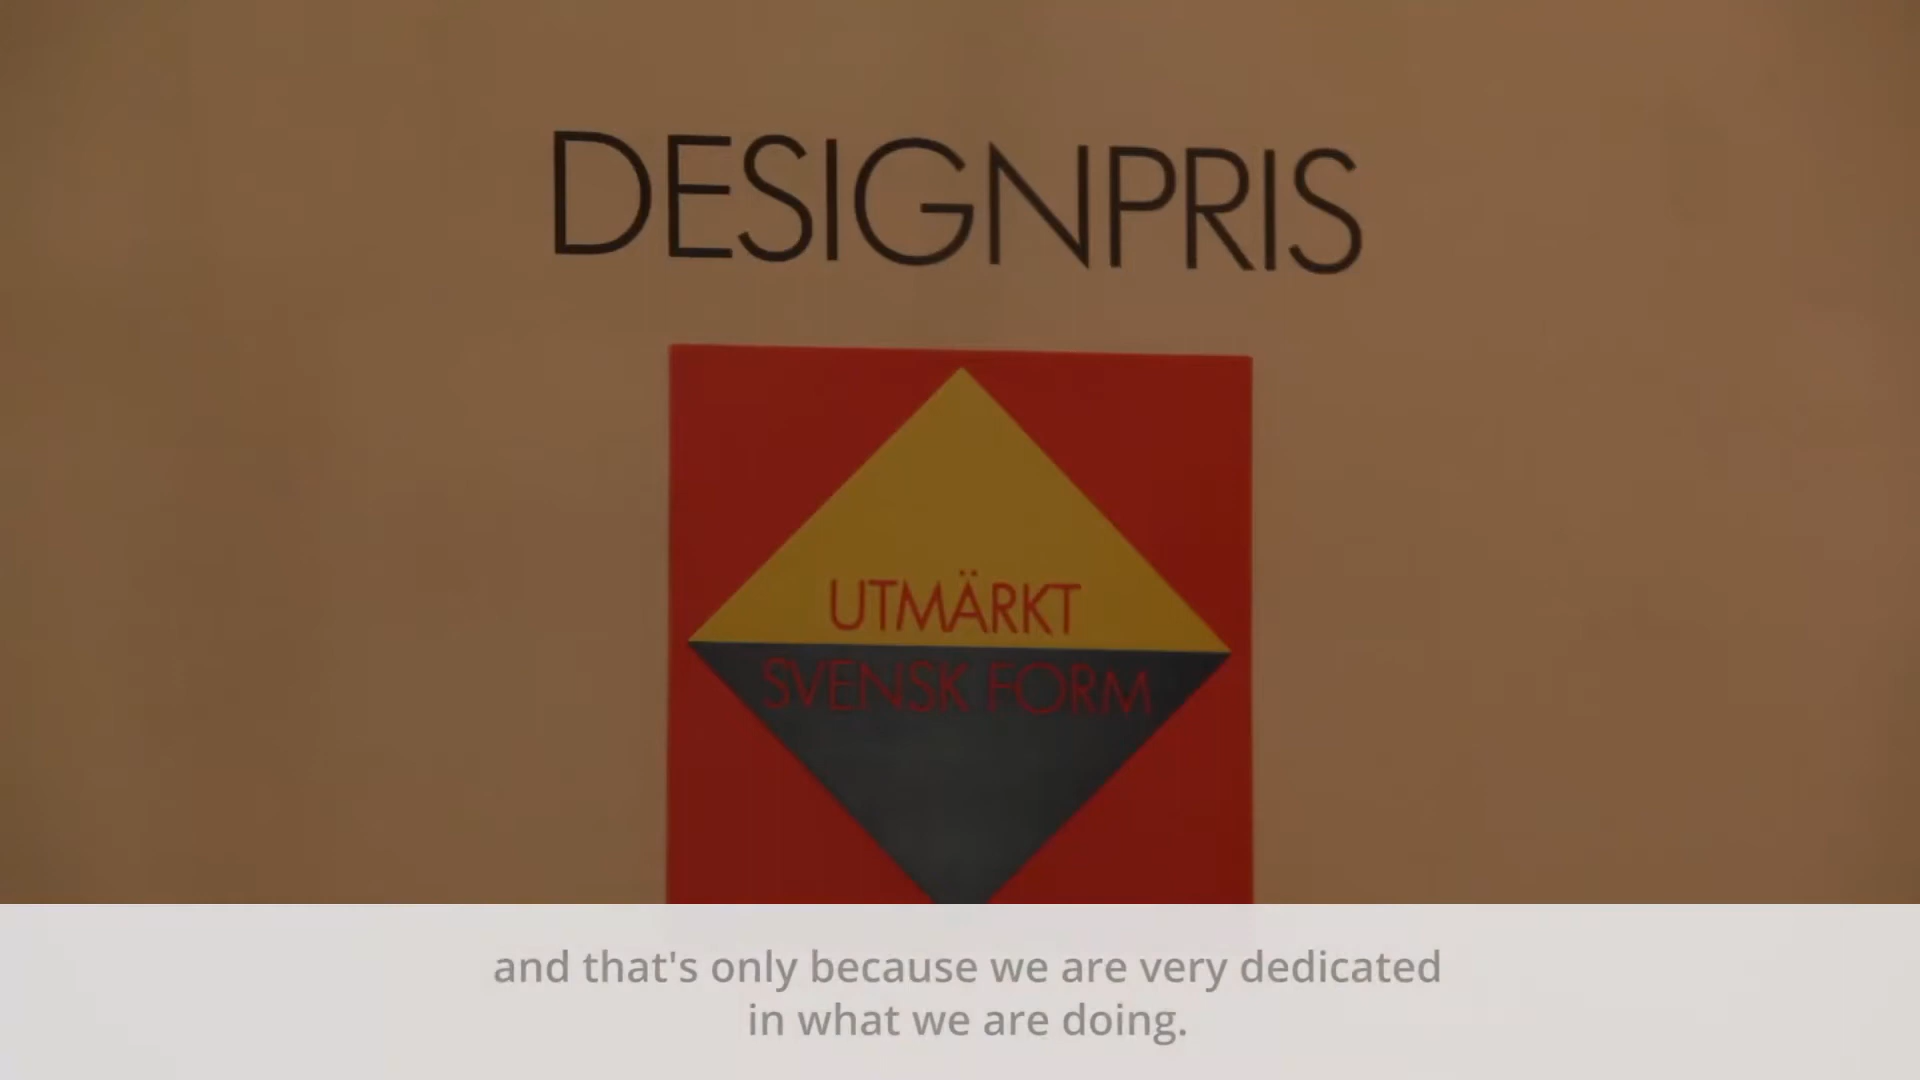 DESIGNPRIS
UTMÄRKT
SVENSK FORM
and that's only because we are very dedicated
in what we are doing.